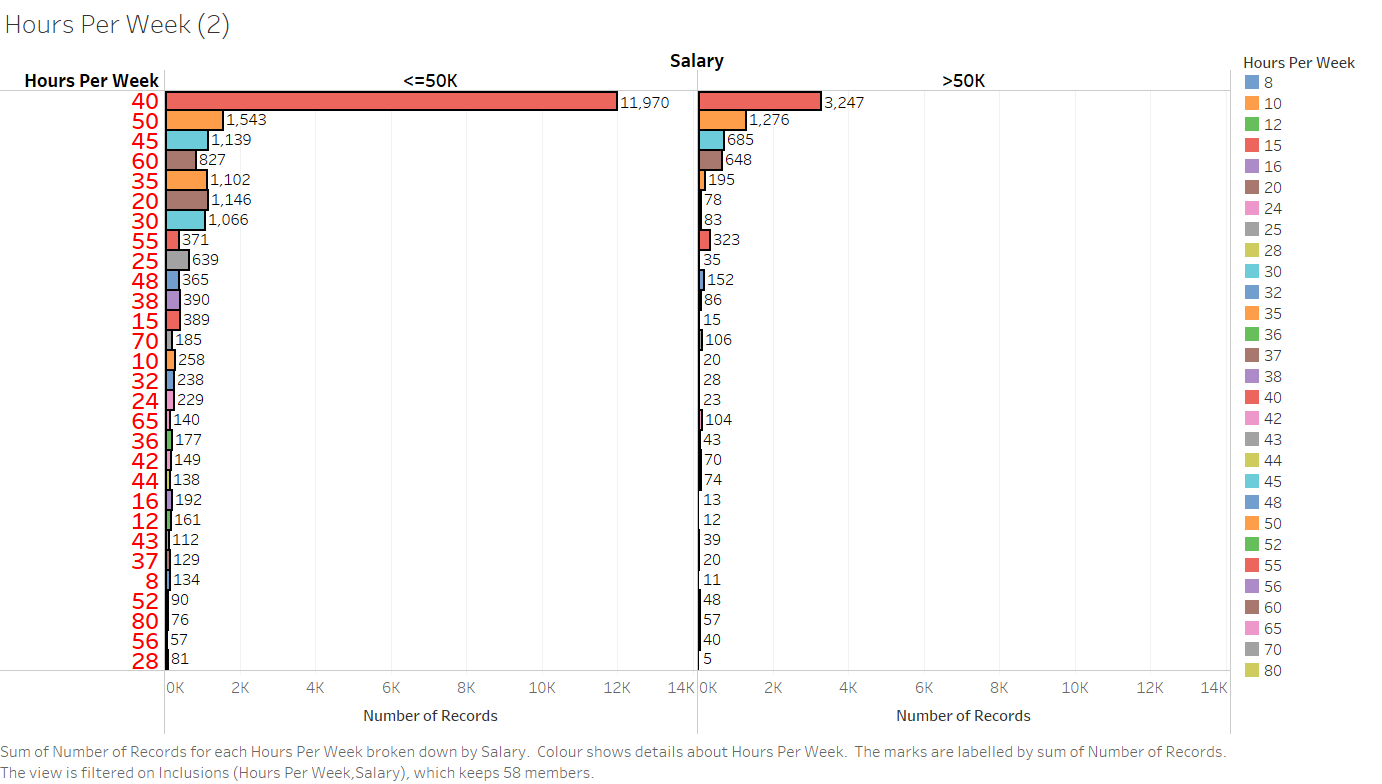 Hours Per Week (2)
Salary
Hours Per Week <=50K >50K
40 11,970 3,247
50 1,543 1,276
45 1,139 685
60 827 648
35 1,102 195
20 1,146 78
30 1,066 83
55 371 323
25 639 35
48 365 152
38 390 86
15 389 15
70 185 106
10 258 20
32 238 28
24 229 23
65 140 104
36 177 43
42 149 70
44 138 74
16 192 13
12 161 12
43 112 39
37 129 20
8 134 11
52 90 48
80 76 57
56 57 40
28 81 5
0K 2K 4K 6K 8K 10K 12K 14K 0K 2K 4K 6K 8K 10K 12K 14K
Number of Records Number of Records
Hours Per Week
8
10
12
15
16
20
24
25
28
30
32
35
36
37
38
40
42
43
44
45
48
50
52
55
56
60
65
70
80
Sum of Number of Records for each Hours Per Week broken down by Salary.  Colour shows details about Hours Per Week.  The marks are labelled by sum of Number of Records.
The view is filtered on Inclusions (Hours Per Week,Salary), which keeps 58 members.